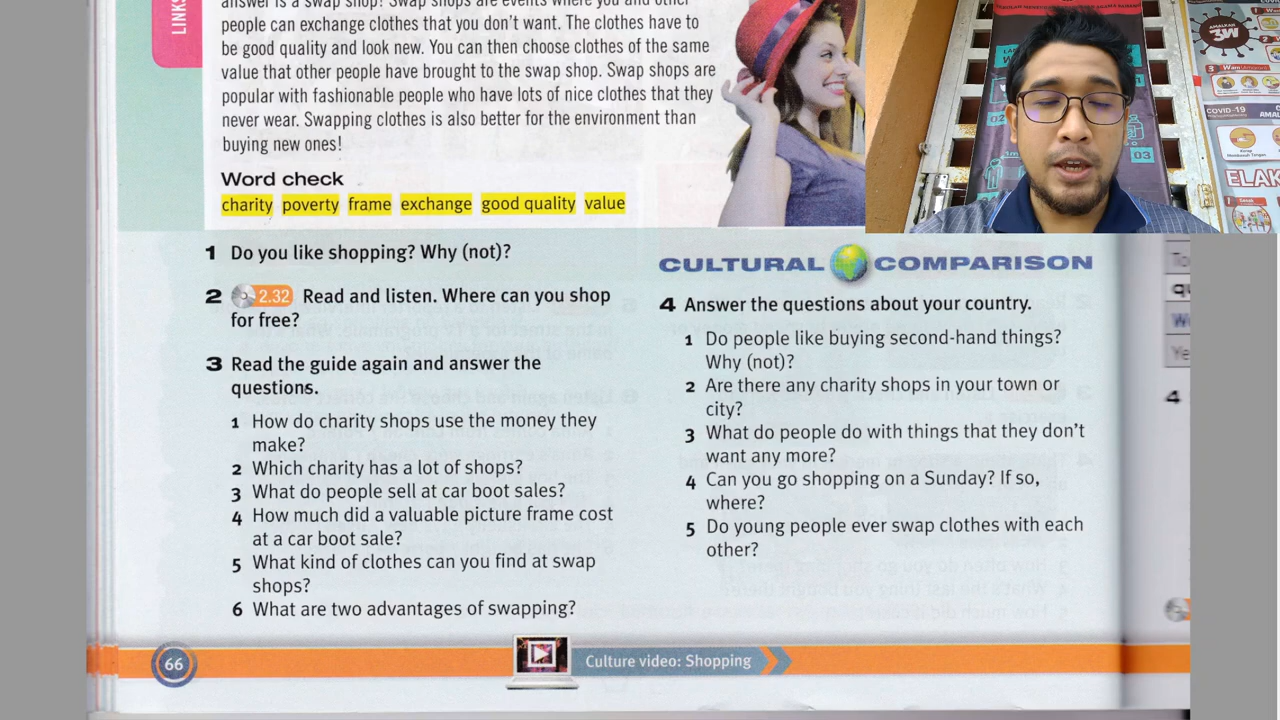 LINKS
answer is a swap shop! Swap shops are events where you and other
people can exchange clothes that you don't want. The clothes have to
be good quality and look new. You can then choose clothes of the same
value that other people have brought to the swap shop. Swap shops are
popular with fashionable people who have lots of nice clothes that they
never wear. Swapping clothes is also better for the environment than
buying new ones!
Word check
charity poverty frame exchange good quality value
1 Do you like shopping? Why (not)?
2 2.32 Read and listen. Where can you shop
for free?
3 Read the guide again and answer the
questions.
1 How do charity shops use the money they
make?
2 Which charity has a lot of shops?
3 What do people sell at car boot sales?
4 How much did a valuable picture frame cost
at a car boot sale?
5 What kind of clothes can you find at swap
shops?
6 What are two advantages of swapping?
CULTURAL COMPARISON
4 Answer the questions about your country.
1 Do people like buying second-hand things?
Why (not)?
2 Are there any charity shops in your town or
city?
3 What do people do with things that they don't
want any more?
4 Can you go shopping on a Sunday? If so,
where?
5 Do young people ever swap clothes with each
other?
66
Culture video: Shopping
4
AMALKAN
3W
COVID-19
ELAK
03